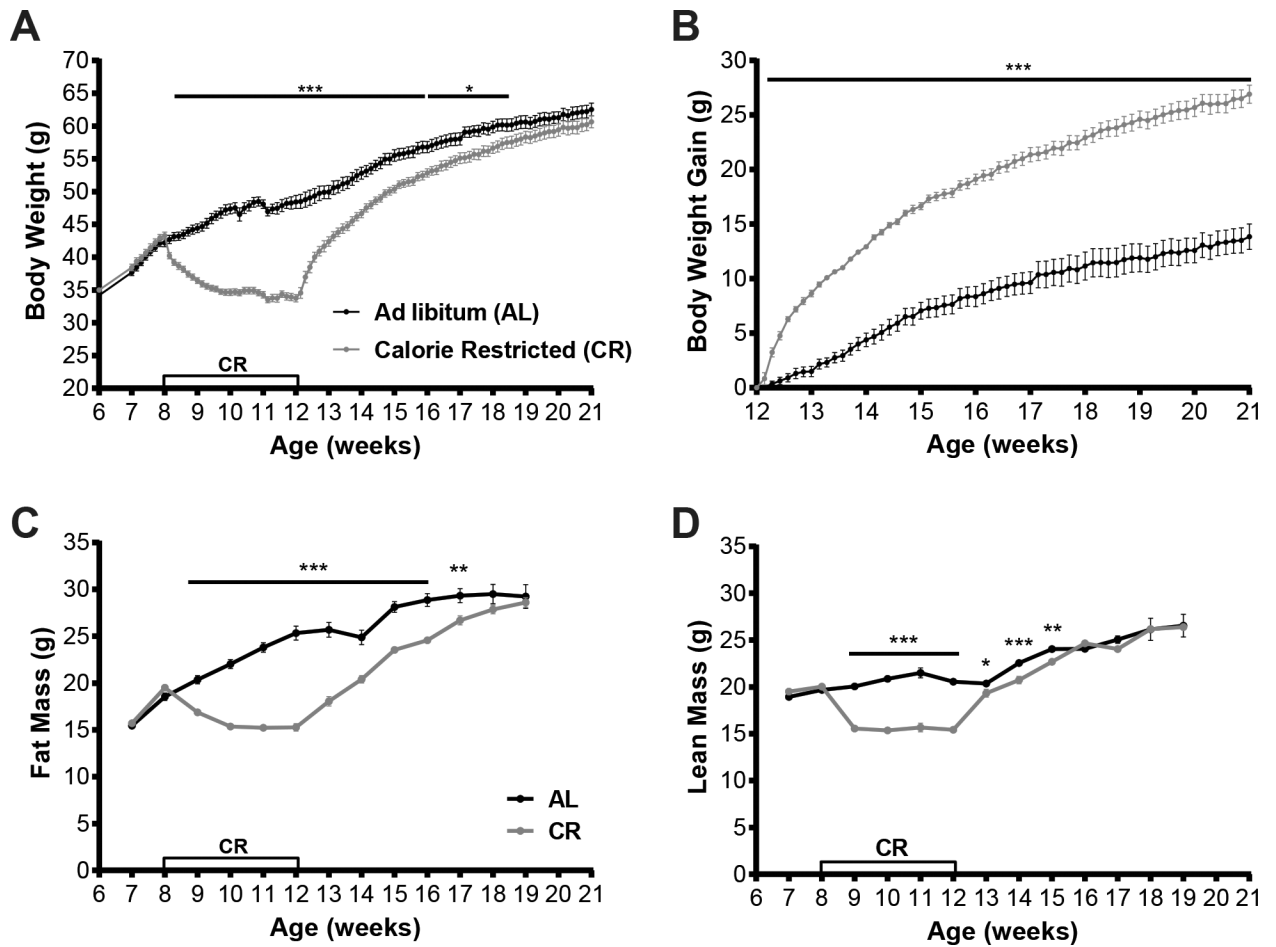 A
Body Weight (g)
70
65
60
55
50
45
40
35
30
25
20
***
*
Ad libitum (AL)
Calorie Restricted (CR)
CR
6 7 8 9 10 11 12 13 14 15 16 17 18 19 20 21
Age (weeks)
B
Body Weight Gain (g)
30
25
20
15
10
5
0
***
12 13 14 15 16 17 18 19 20 21
Age (weeks)
C
Fat Mass (g)
35
30
25
20
15
10
5
0
***
**
AL
CR
CR
6 7 8 9 10 11 12 13 14 15 16 17 18 19 20 21
Age (weeks)
D
Lean Mass (g)
35
30
25
20
15
10
5
0
***
*
***
**
CR
6 7 8 9 10 11 12 13 14 15 16 17 18 19 20 21
Age (weeks)